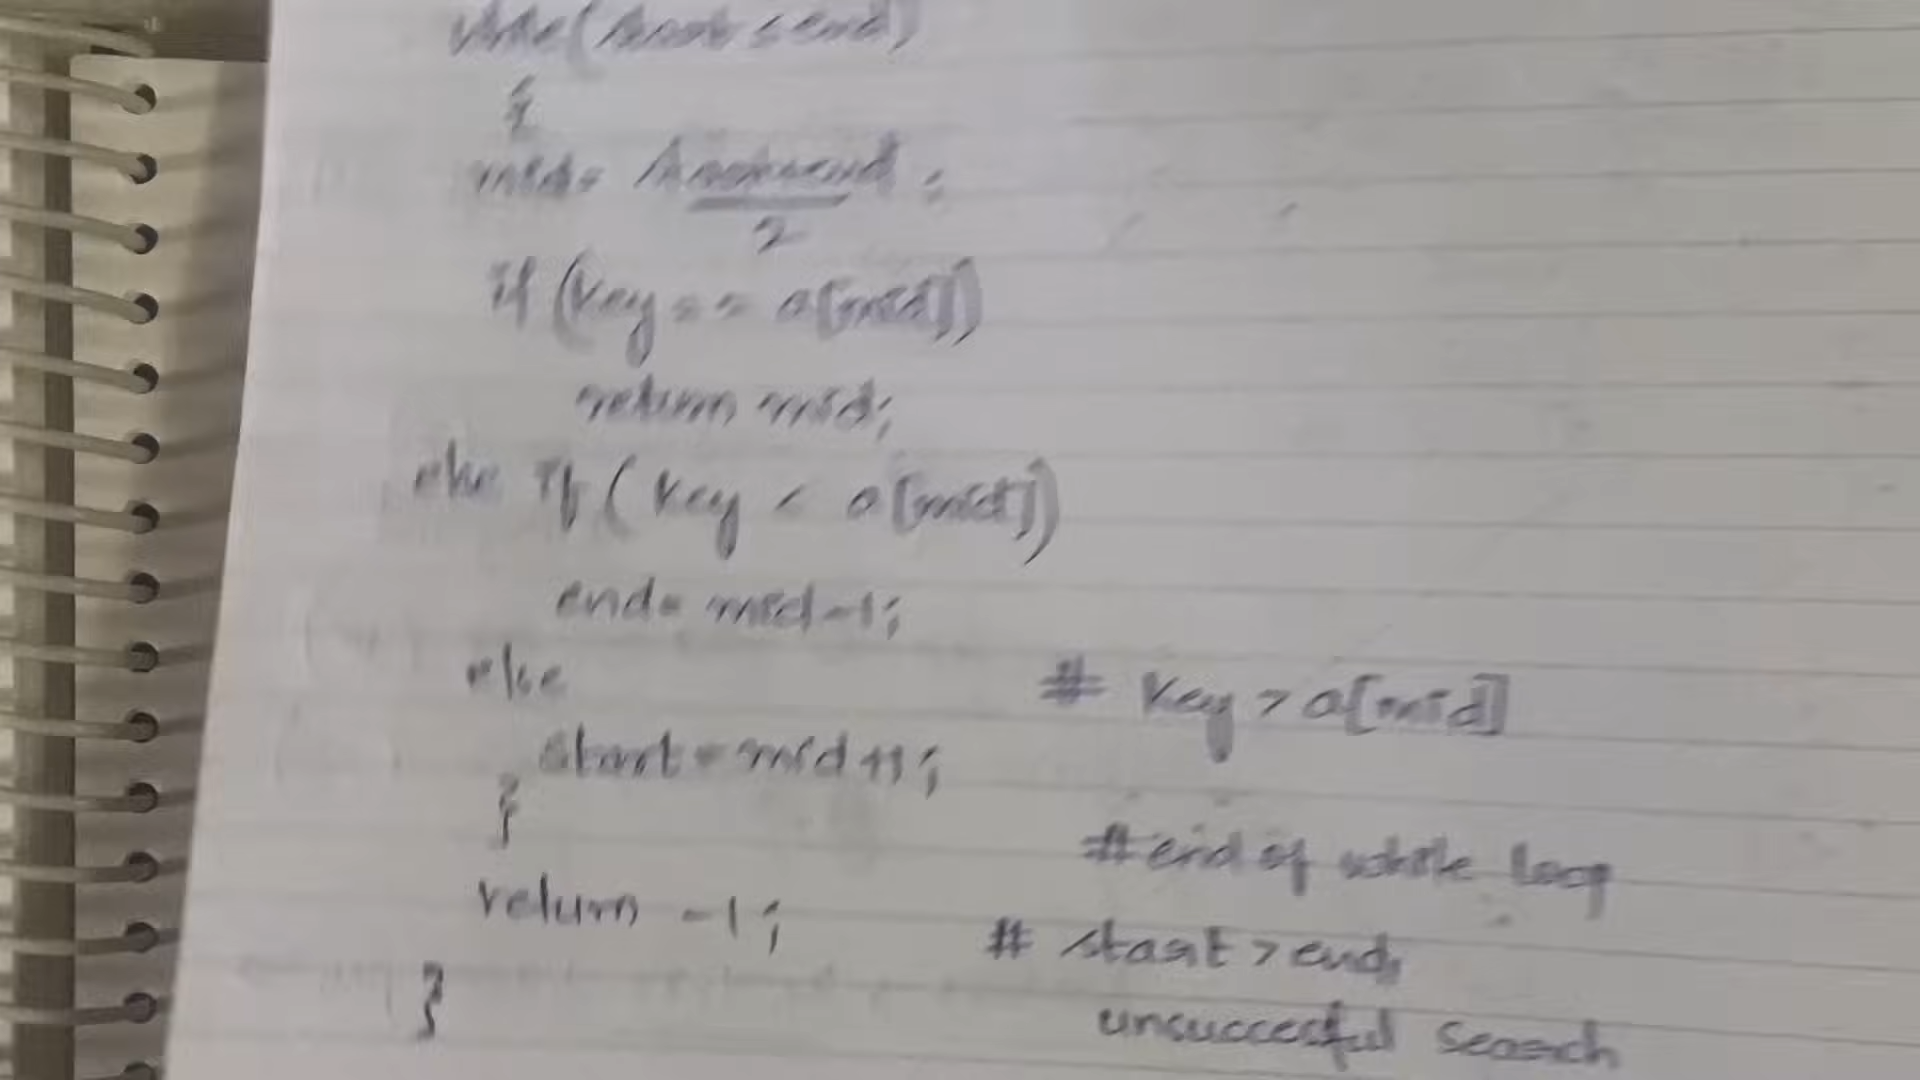 while(start ≤ end)
{
mid= start+end ;
2
if (key == a[mid])
return mid;
else if ( key < a[mid])
end= mid-1;
else # key > a[mid]
start = mid+1;
} #end of while loop
return -1; # start > end,
} unsuccessful search